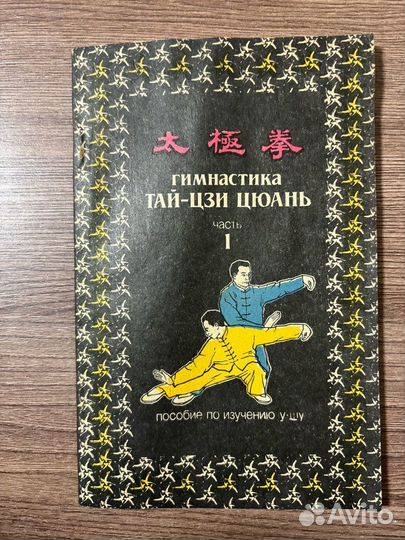 太極拳
ГИМНАСТИКА
ТАЙ-ЦЗИ ЦЮАНЬ
часть
1
пособие по изучению у-шу
Avito